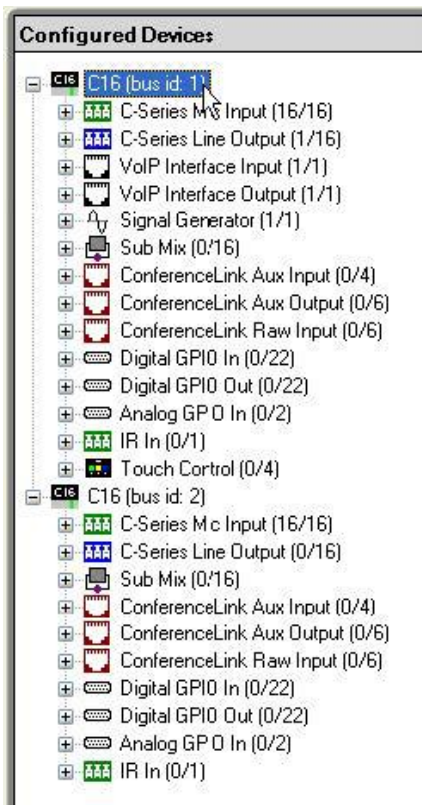 Configured Devices
C16 C16 (bus id: 1)
C-Series Mc Input (16/16)
C-Series Line Output (1/16)
VoIP Interface Input (1/1)
VoIP Interface Output (1/1)
Signal Generator (1/1)
Sub Mix (0/16)
ConferenceLink Aux Input (0/4)
ConferenceLink Aux Output (0/6)
ConferenceLink Raw Input (0/6)
Digital GPIO In (0/22)
Digital GPIO Out (0/22)
Analog GPO In (0/2)
IR In (0/1)
Touch Control (0/4)
C16 C16 (bus id: 2)
C-Series Mc Input (16/16)
C-Series Line Output (0/16)
Sub Mix (0/16)
ConferenceLink Aux Input (0/4)
ConferenceLink Aux Output (0/6)
ConferenceLink Raw Input (0/6)
Digital GPIO In (0/22)
Digital GPIO Out (0/22)
Analog GPO In (0/2)
IR In (0/1)